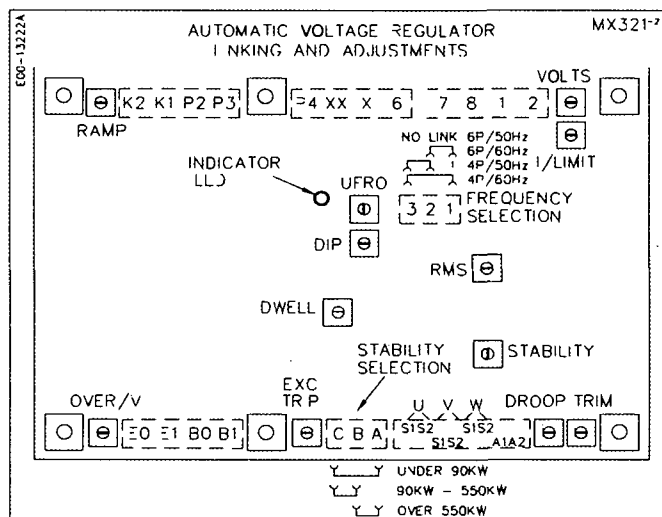 E00-13222A
AUTOMATIC VOLTAGE REGULATOR
MX321-2
LINKING AND ADJUSTMENTS
VOLTS
K2 K1 P2 P3
XX X 6
7 8 1 2
RAMP
NO LINK 6P/50Hz
6P/60Hz
1 4P/50Hz
4P/60Hz
I/LIMIT
INDICATOR
UFRO
3 2 1
FREQUENCY
SELECTION
DIP
RMS
DWELL
STABILITY
SELECTION
STABILITY
OVER/V
EXC
TRIP
U V W
DROOP TRIM
E0 E1 B0 B1
C B A
S1S2
S1S2
S1S2
A1A2
UNDER 90KW
90KW - 550KW
OVER 550KW